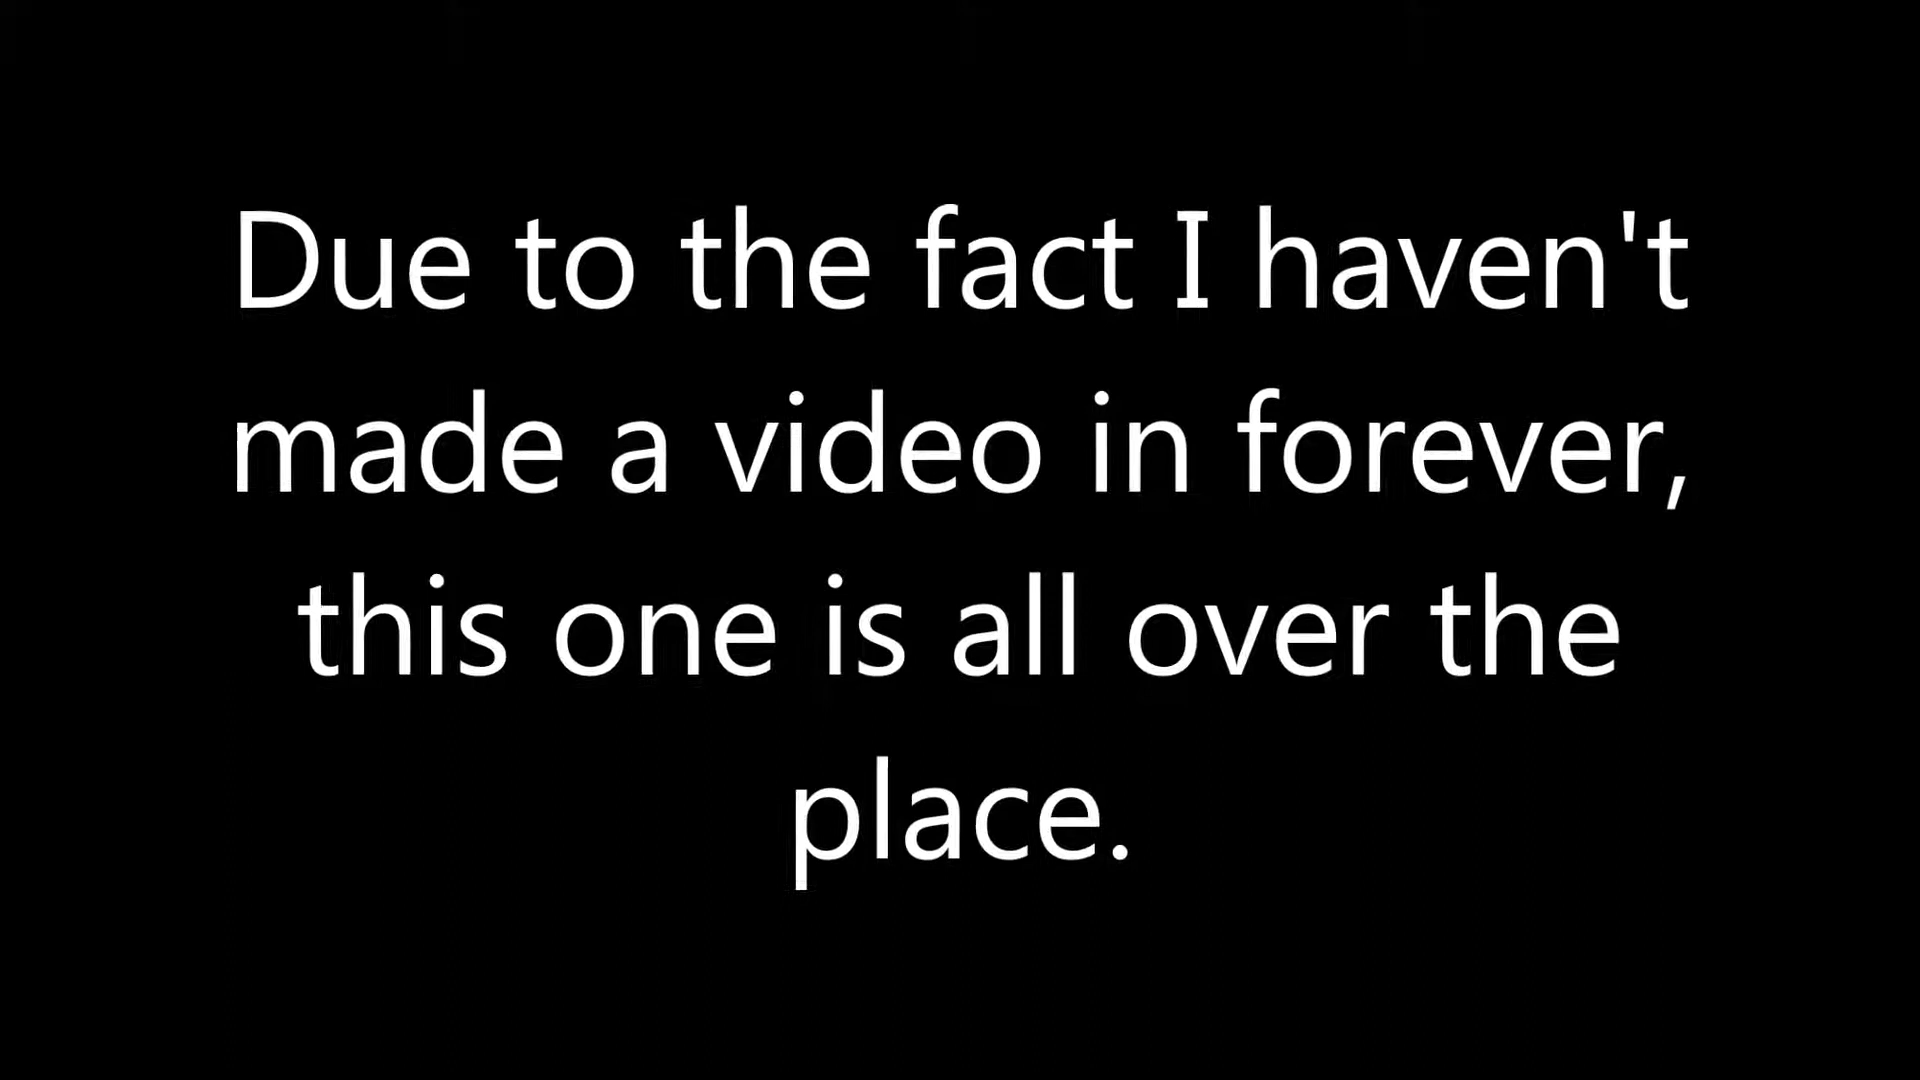 Due to the fact I haven't
made a video in forever,
this one is all over the
place.